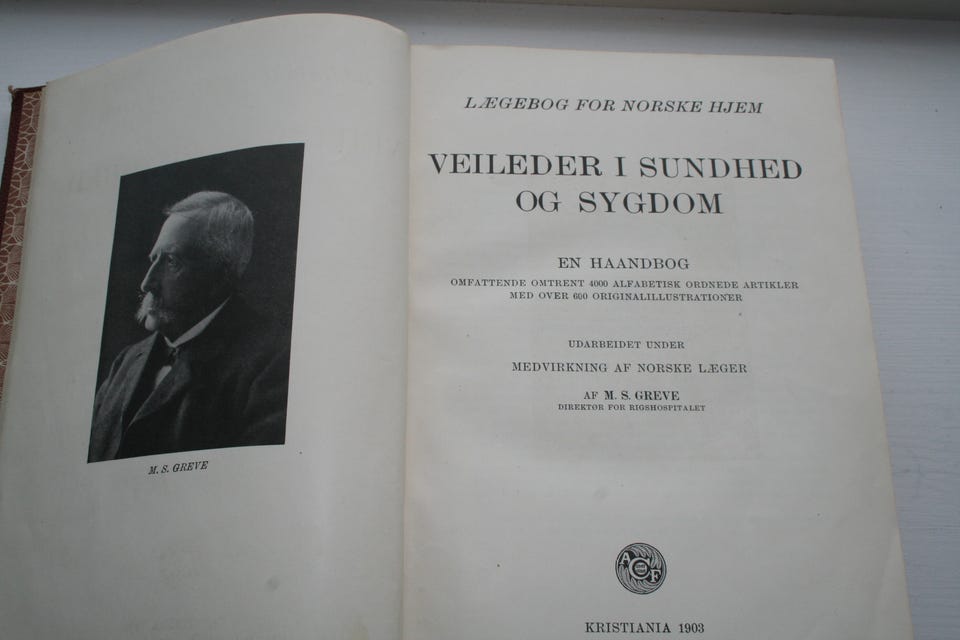 M. S. GREVE
LÆGEBOG FOR NORSKE HJEM
VEILEDER I SUNDHED
OG SYGDOM
EN HAANDBOG
OMFATTENDE OMTRENT 4000 ALFABETISK ORDNEDE ARTIKLER
MED OVER 600 ORIGINALILLUSTRATIONER
UDARBEIDET UNDER
MEDVIRKNING AF NORSKE LÆGER
AF M. S. GREVE
DIREKTØR FOR RIGSHOSPITALET
A C F
KRISTIANIA 1903